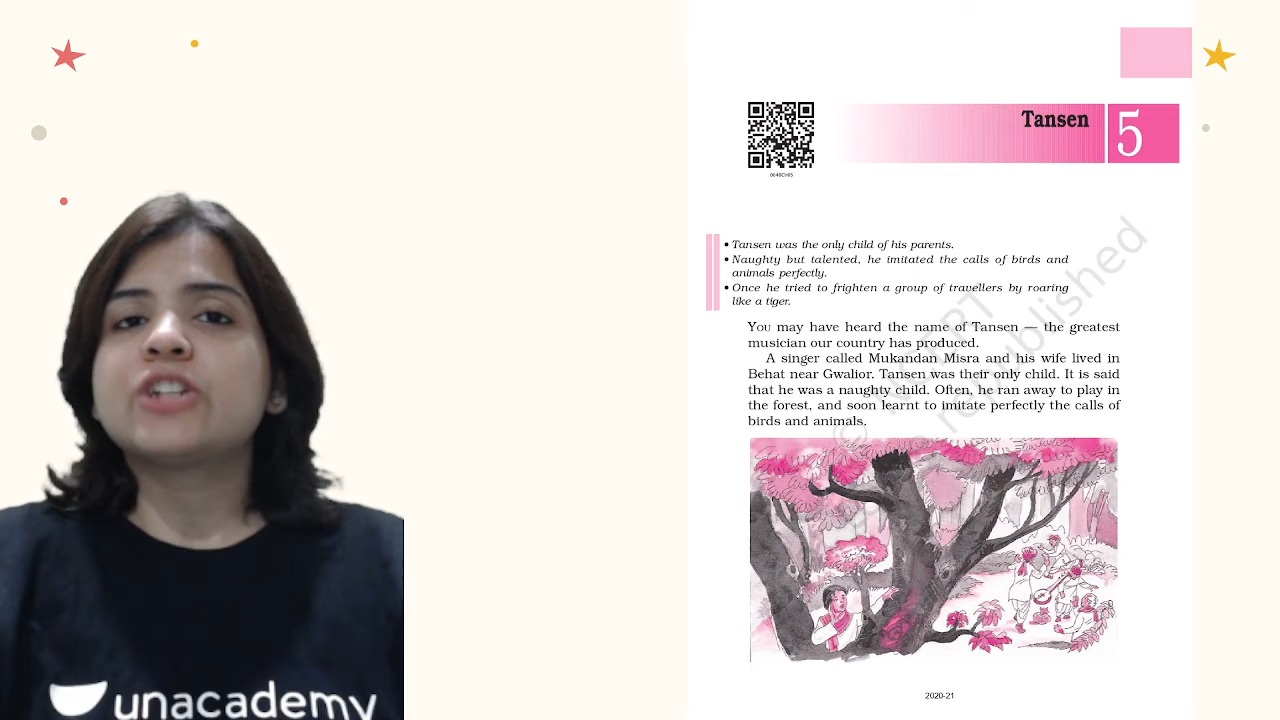 Tansen 5
0645CH05
• Tansen was the only child of his parents.
• Naughty but talented, he imitated the calls of birds and
animals perfectly.
• Once he tried to frighten a group of travellers by roaring
like a tiger.
YOU may have heard the name of Tansen — the greatest
musician our country has produced.
A singer called Mukandan Misra and his wife lived in
Behat near Gwalior. Tansen was their only child. It is said
that he was a naughty child. Often, he ran away to play in
the forest, and soon learnt to imitate perfectly the calls of
birds and animals.
2020-21
unacademy